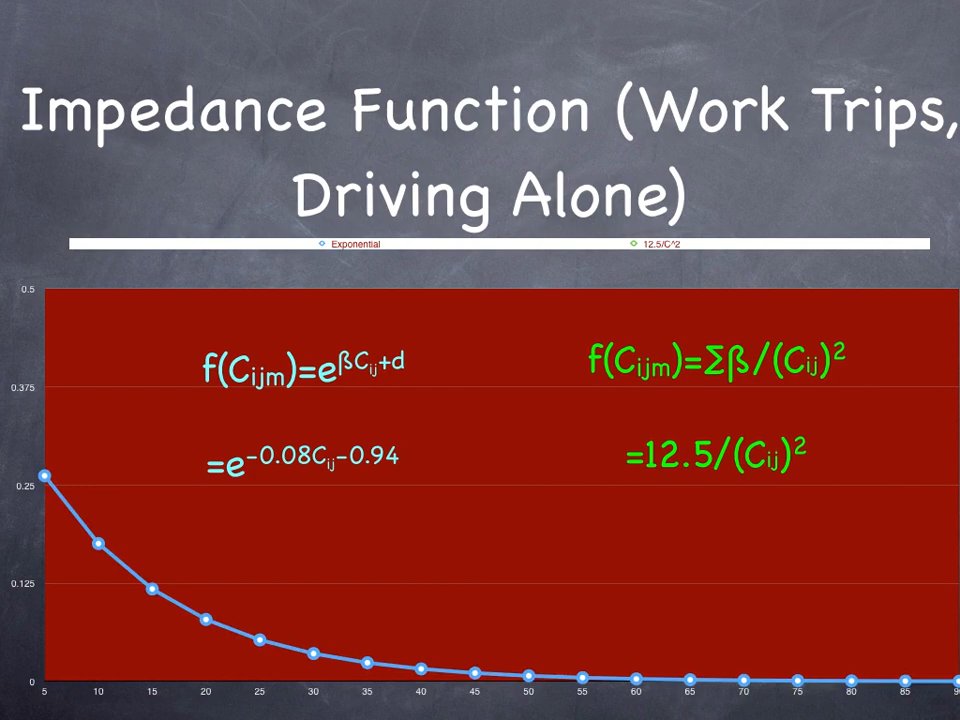 Impedance Function (Work Trips,
Driving Alone)
Exponential 12.5/C^2
0.5
f(Cijm)=e^ßCij+d f(Cijm)=∑ß/(Cij)²
0.375
=e^-0.08Cij-0.94 =12.5/(Cij)²
0.25
0.125
0
5 10 15 20 25 30 35 40 45 50 55 60 65 70 75 80 85